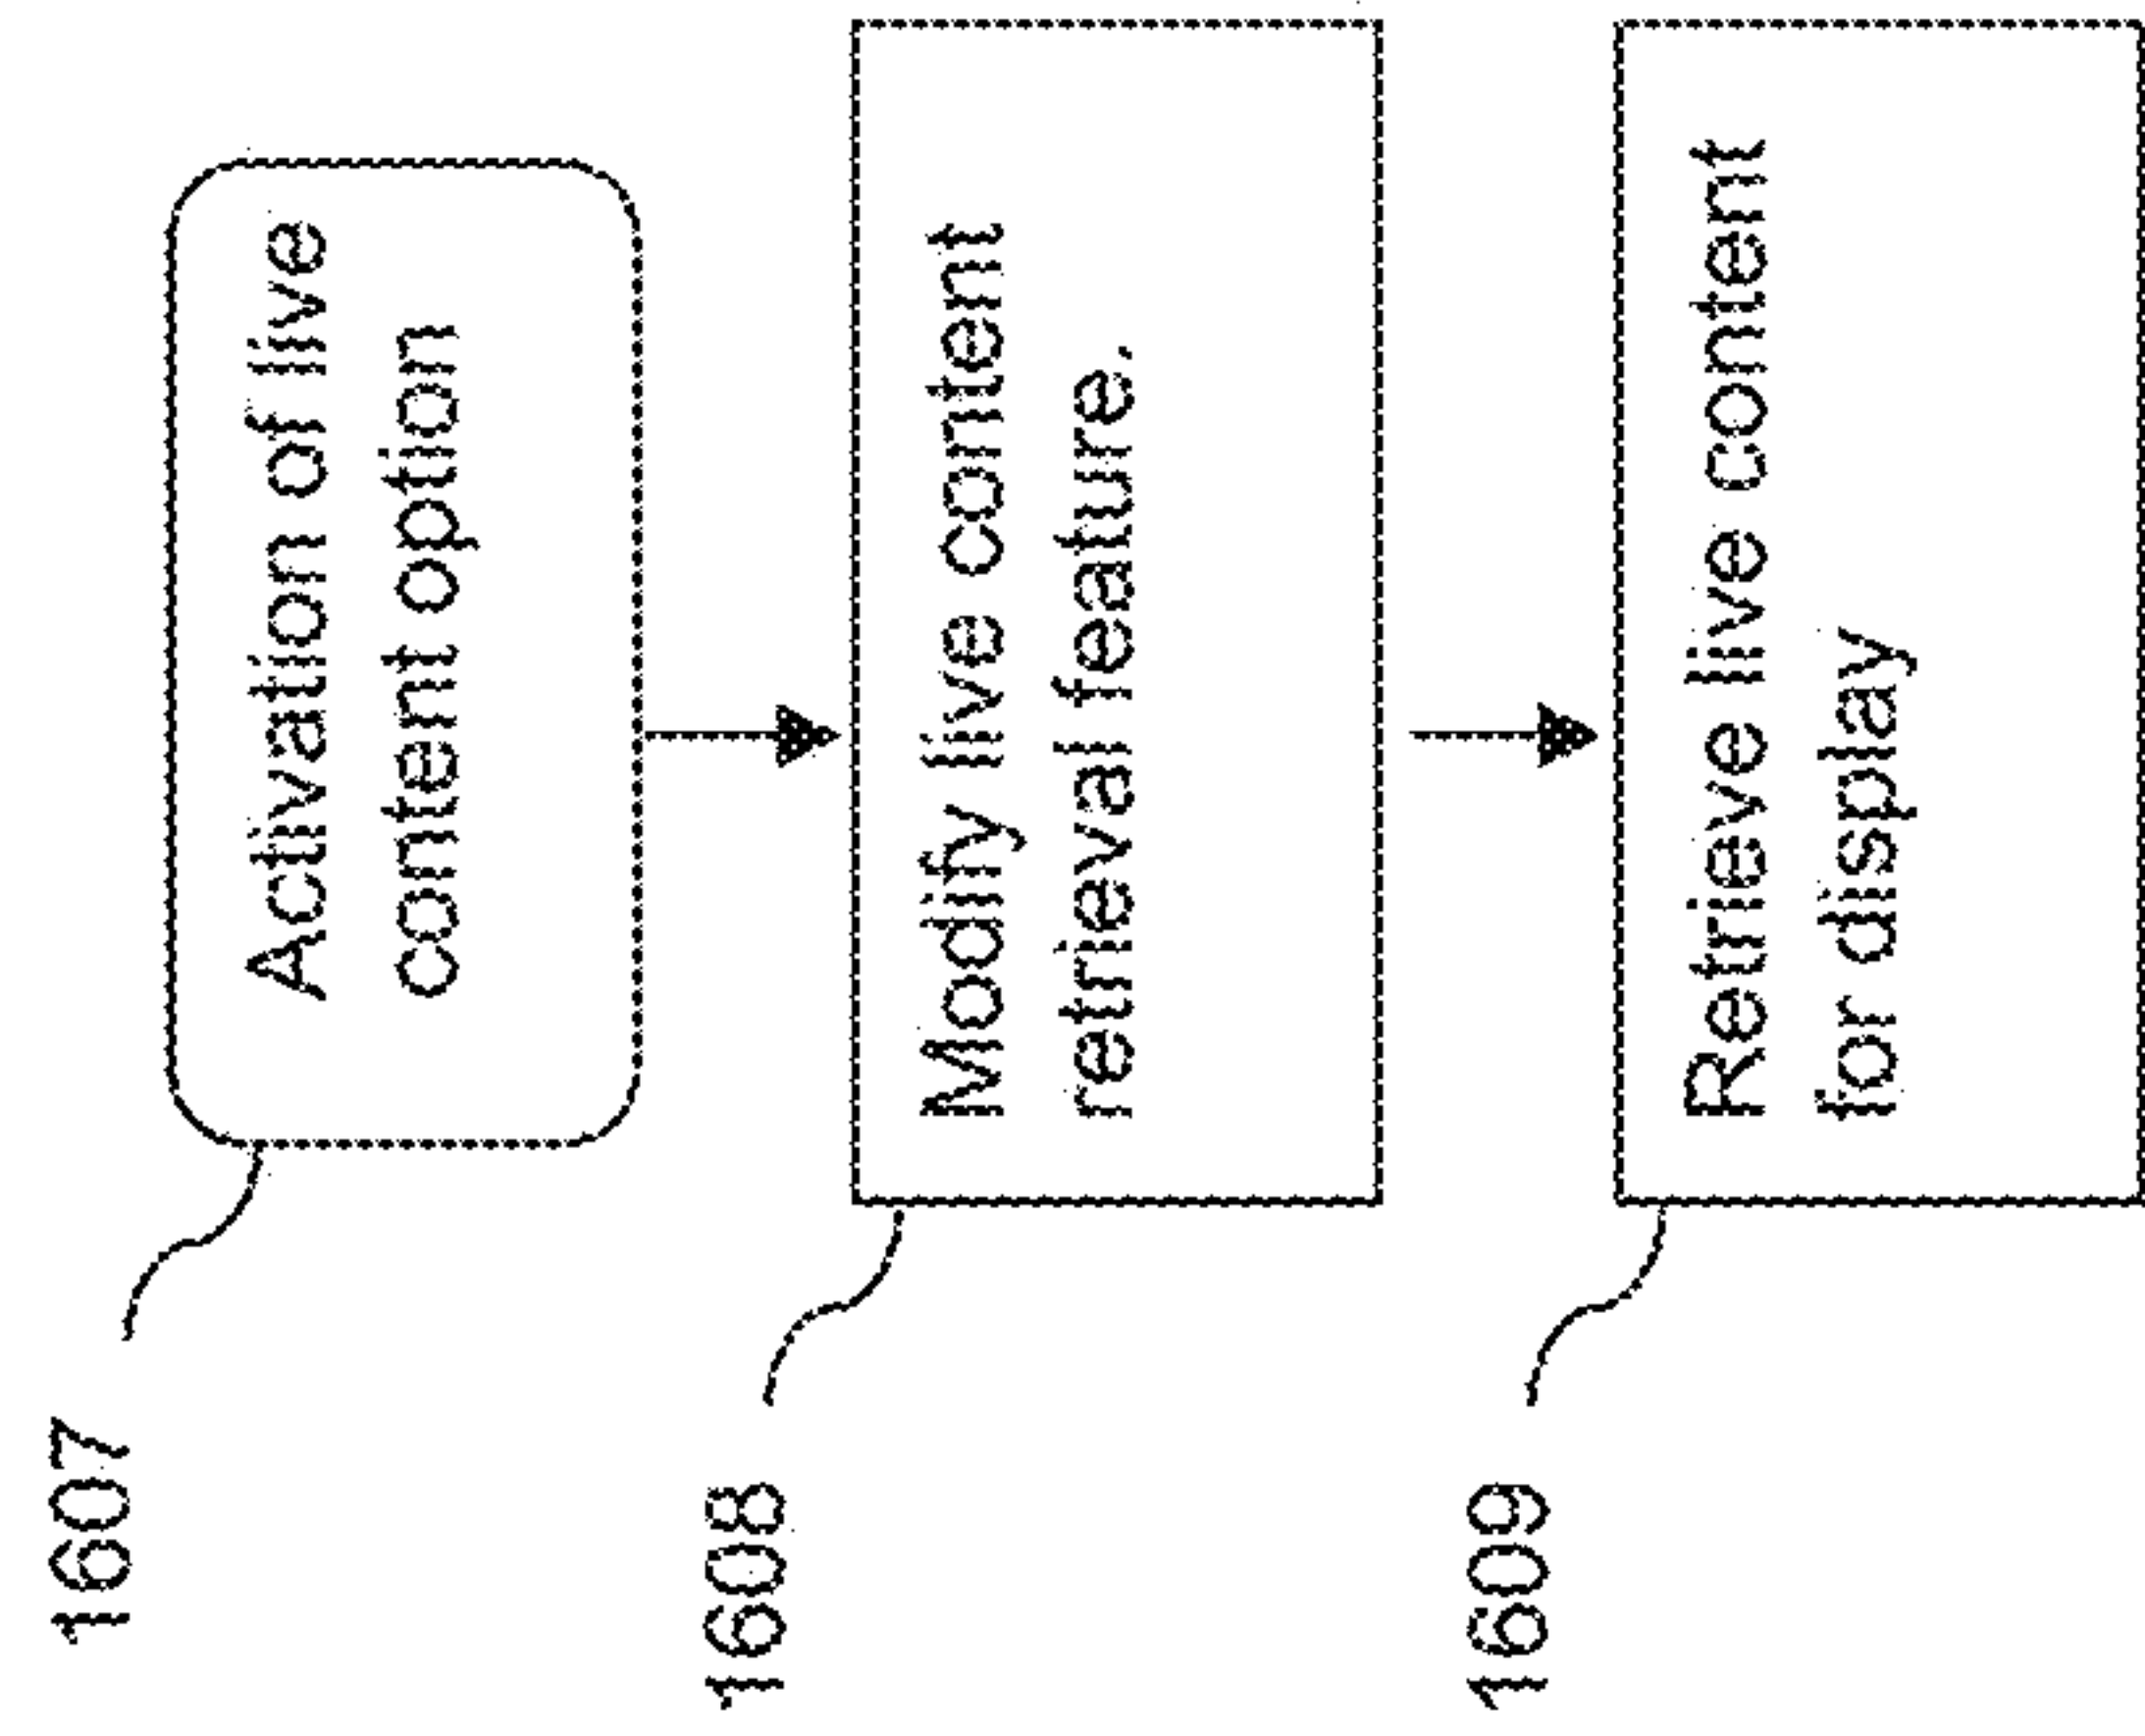 1607
Activation of live
content option
1608
Modify live content
retrieval feature.
1609
Retrieve live content
for display